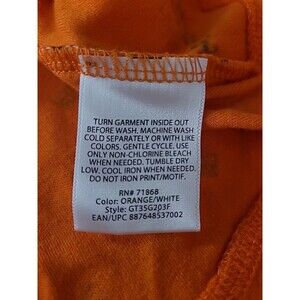 TURN GARMENT INSIDE OUT
BEFORE WASH. MACHINE WASH
COLD SEPARATELY OR WITH LIKE
COLORS. GENTLE CYCLE. USE
ONLY NON-CHLORINE BLEACH
WHEN NEEDED. TUMBLE DRY
LOW. COOL IRON WHEN NEEDED.
DO NOT IRON PRINT/MOTIF.
RN# 71868
Color: ORANGE/WHITE
Style: GT35G203F
EAN/UPC 887648537002